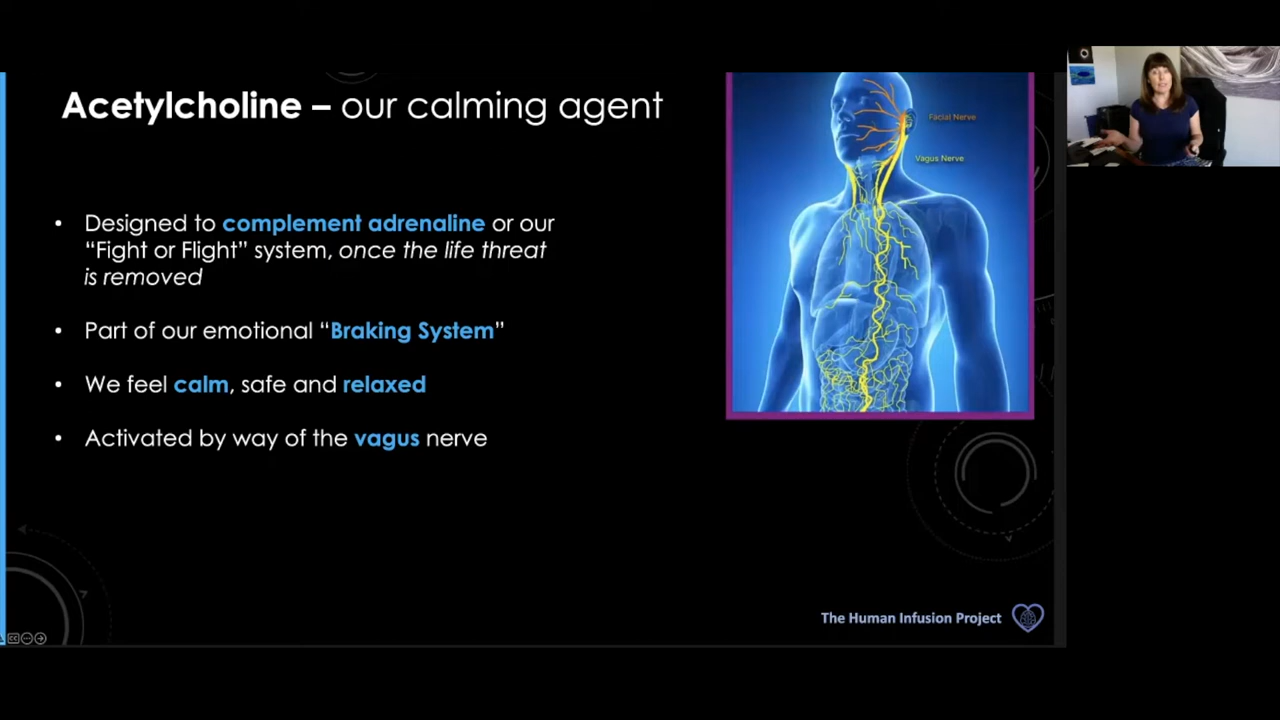 Acetylcholine – our calming agent
• Designed to complement adrenaline or our
“Fight or Flight” system, once the life threat
is removed
• Part of our emotional “Braking System”
• We feel calm, safe and relaxed
• Activated by way of the vagus nerve
Facial Nerve
Vagus Nerve
The Human Infusion Project